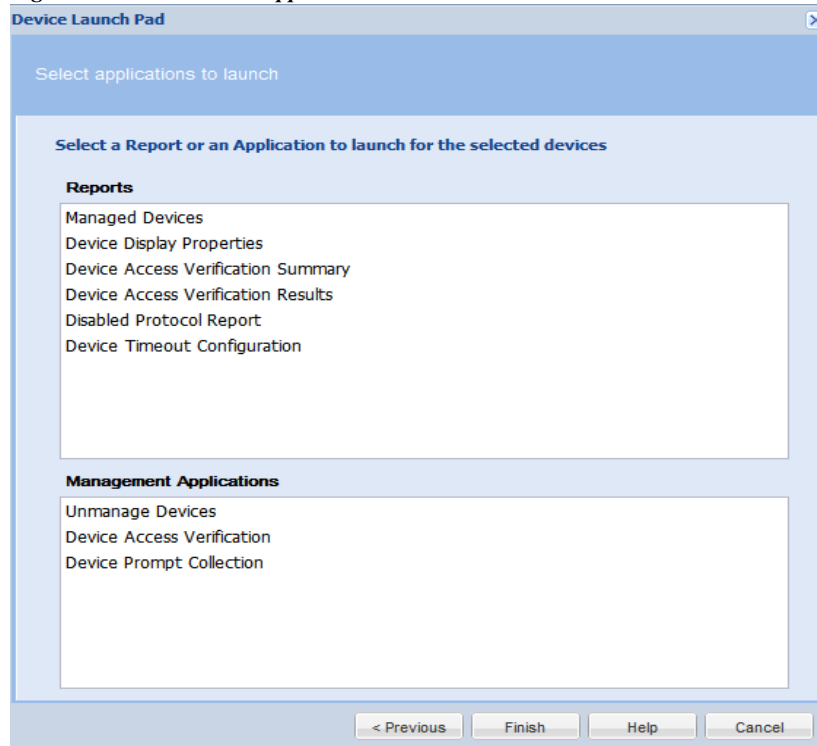 Device Launch Pad
Select applications to launch
Select a Report or an Application to launch for the selected devices
Reports
Managed Devices
Device Display Properties
Device Access Verification Summary
Device Access Verification Results
Disabled Protocol Report
Device Timeout Configuration
Management Applications
Unmanage Devices
Device Access Verification
Device Prompt Collection
< Previous Finish Help Cancel